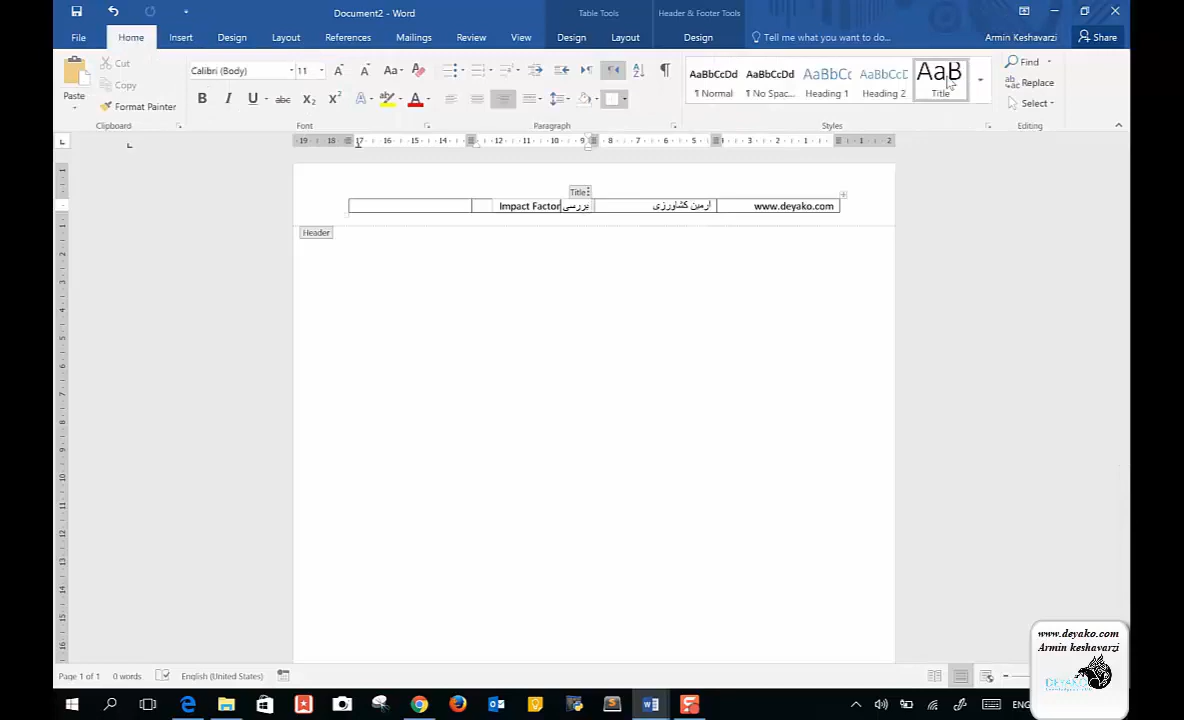 Document2 - Word
Table Tools
Header & Footer Tools
File
Home
Insert
Design
Layout
References
Mailings
Review
View
Design
Layout
Design
Tell me what you want to do...
Armin Keshavarzi
Share
Paste
Cut
Copy
Format Painter
Clipboard
Calibri (Body)
11
Font
Paragraph
AaBbCcDd
¶ Normal
AaBbCcDd
¶ No Spac...
AaBbCc
Heading 1
AaBbCcD
Heading 2
AaB
Title
Styles
Find
Replace
Select
Editing
Title
بررسی Impact Factor
آرمین کشاورزی
www.deyako.com
Header
Page 1 of 1
0 words
English (United States)
www.deyako.com
Armin keshavarzi
DEYAKO
ENG